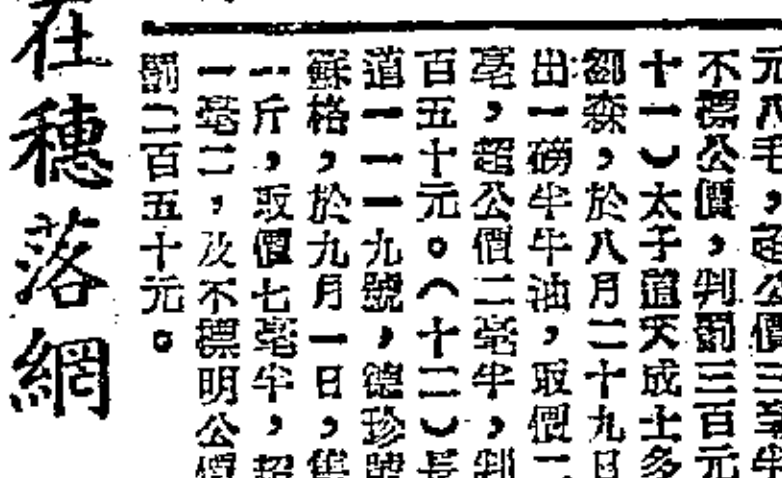 元八毛，超公價三毫半
不標公價，判罰三百元
十一）太子道天成士多
鄒森，於八月二十九日
出一磅半牛油，取價二
毫，超公價二毫半，判
百五十元。（十二）長
道一一一九號，德珍號
蘇格，於九月一日，售
一斤，取價七毫半，超
一毫二，及不標明公價
罰二百五十元。
在穗落網